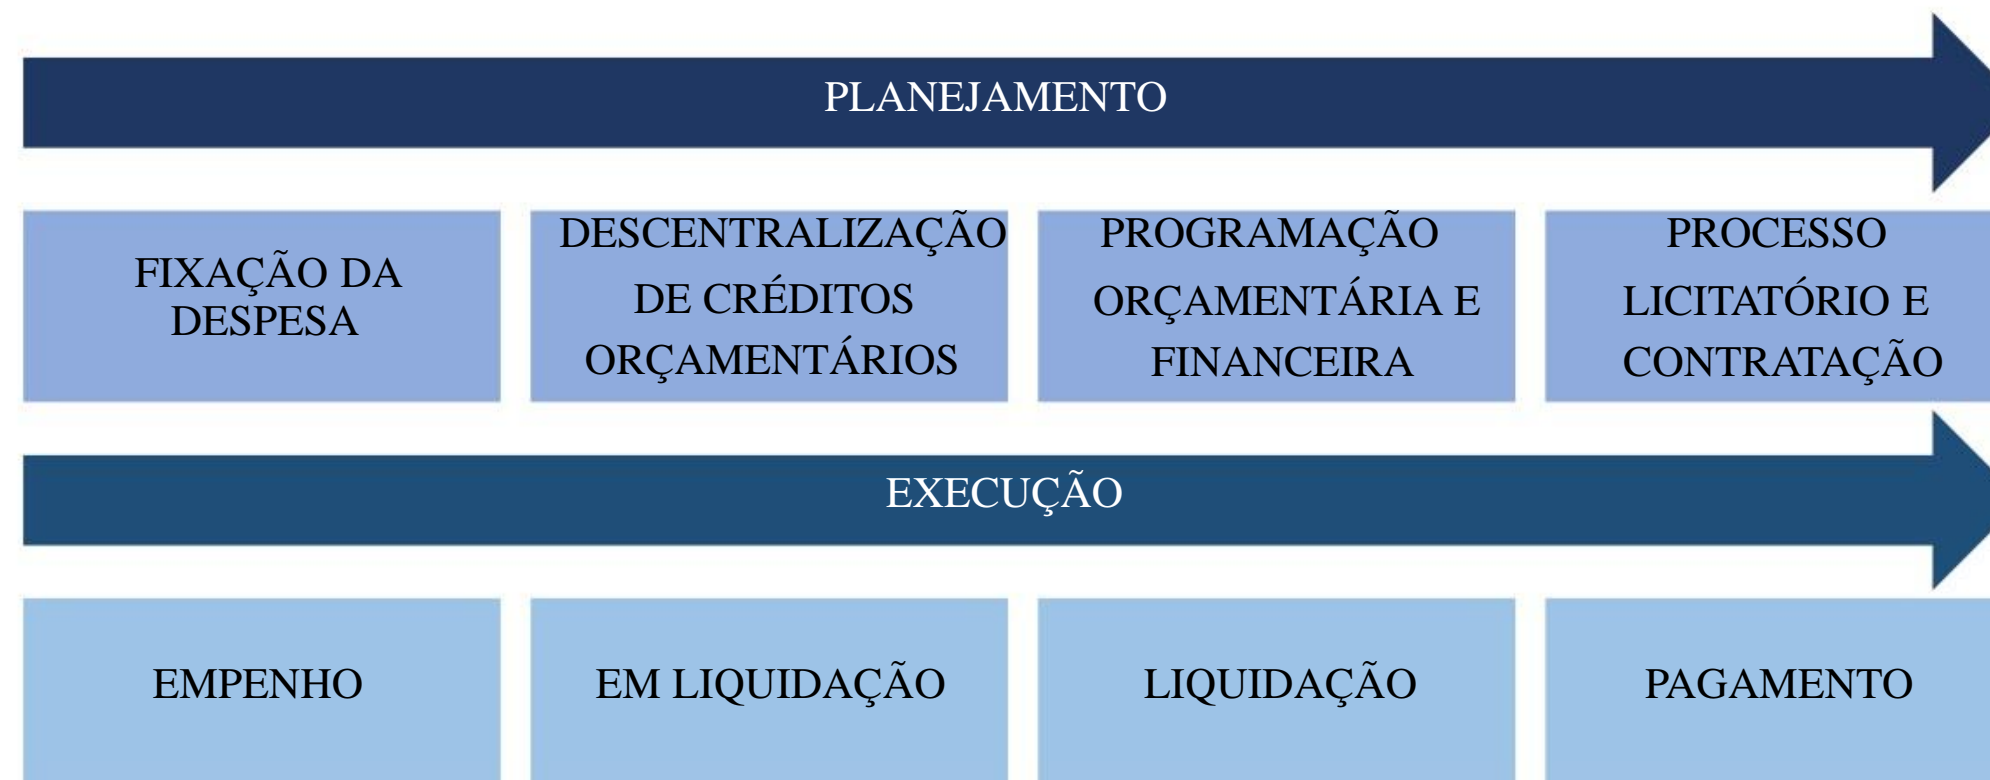 PLANEJAMENTO
FIXAÇÃO DA
DESPESA
DESCENTRALIZAÇÃO
DE CRÉDITOS
ORÇAMENTÁRIOS
PROGRAMAÇÃO
ORÇAMENTÁRIA E
FINANCEIRA
PROCESSO
LICITATÓRIO E
CONTRATAÇÃO
EXECUÇÃO
EMPENHO
EM LIQUIDAÇÃO
LIQUIDAÇÃO
PAGAMENTO